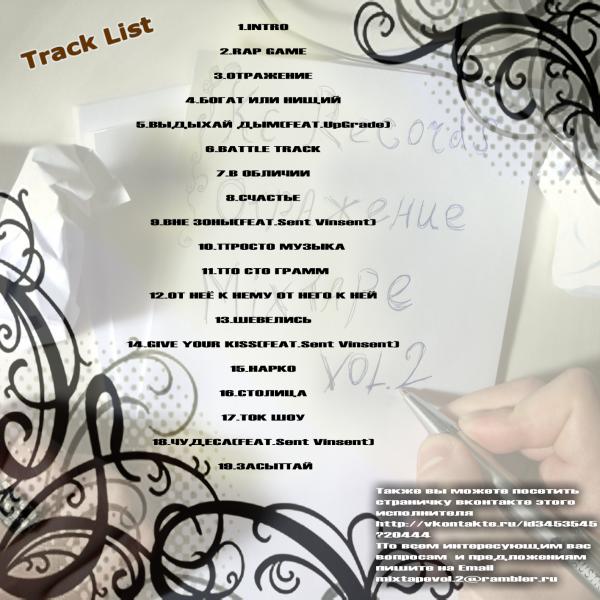 Track List
1.INTRO
2.RAP GAME
3.ОТРАЖЕНИЕ
4.БОГАТ ИЛИ НИЩИЙ
5.ВЫДЫХАЙ ДЫМ(FEAT.UpGrade)
6.BATTLE TRACK
7.В ОБЛИЧИИ
8.СЧАСТЬЕ
9.ВНЕ ЗОНЫ(FEAT.Sent Vinsent)
10.ПРОСТО МУЗЫКА
11.ПО СТО ГРАММ
12.ОТ НЕЁ К НЕМУ ОТ НЕГО К НЕЙ
13.ШЕВЕЛИСЬ
14.GIVE YOUR KISS(FEAT.Sent Vinsent)
15.НАРКО
16.СТОЛИЦА
17.ТОК ШОУ
18.ЧУДЕСА(FEAT.Sent Vinsent)
19.ЗАСЫПАЙ
Records
Отражение
Mixtape
VOL.2
Также вы можете посетить
страничку вконтакте этого
исполнителя
http://vkontakte.ru/id3453545
?20444
По всем интересующим вас
вопросам и предложениям
пишите на Email
mixtapevol.2@rambler.ru